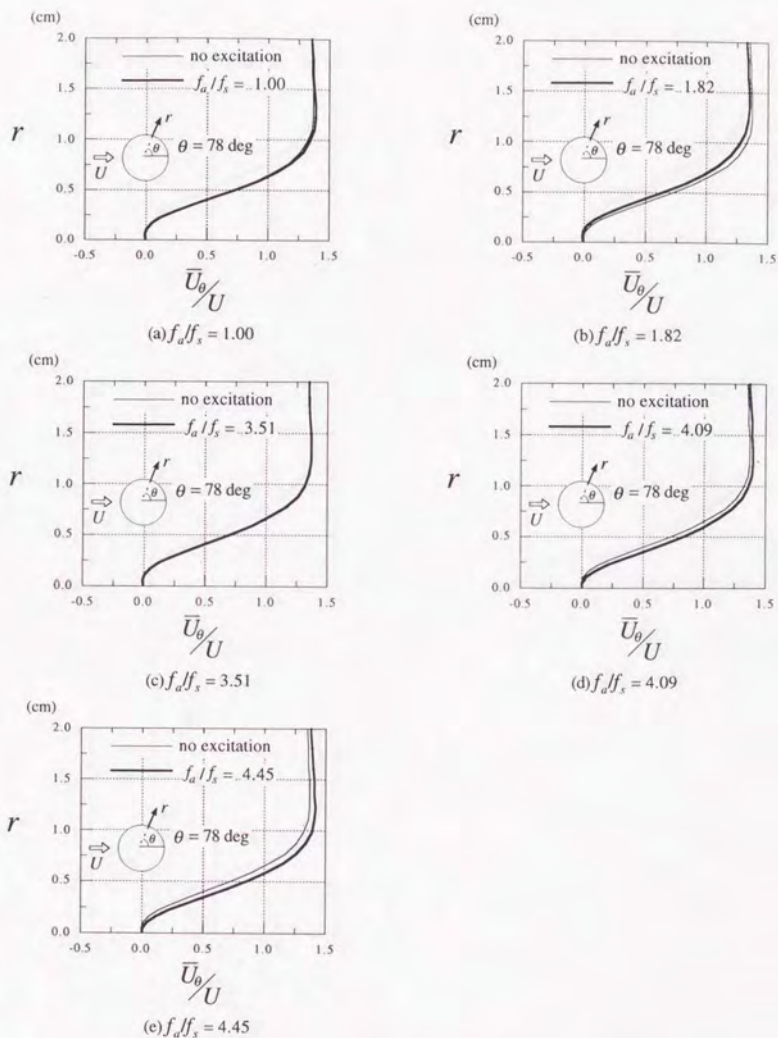 (cm)
2.0
1.5
1.0
0.5
0.0
r
no excitation
f_a/f_s = 1.00
r
θ
θ = 78 deg
U
-0.5 0.0 0.5 1.0 1.5
U̅_θ/U
(a) f_a/f_s = 1.00
(cm)
2.0
1.5
1.0
0.5
0.0
r
no excitation
f_a/f_s = 1.82
r
θ
θ = 78 deg
U
-0.5 0.0 0.5 1.0 1.5
U̅_θ/U
(b) f_a/f_s = 1.82
(cm)
2.0
1.5
1.0
0.5
0.0
r
no excitation
f_a/f_s = 3.51
r
θ
θ = 78 deg
U
-0.5 0.0 0.5 1.0 1.5
U̅_θ/U
(c) f_a/f_s = 3.51
(cm)
2.0
1.5
1.0
0.5
0.0
r
no excitation
f_a/f_s = 4.09
r
θ
θ = 78 deg
U
-0.5 0.0 0.5 1.0 1.5
U̅_θ/U
(d) f_a/f_s = 4.09
(cm)
2.0
1.5
1.0
0.5
0.0
r
no excitation
f_a/f_s = 4.45
r
θ
θ = 78 deg
U
-0.5 0.0 0.5 1.0 1.5
U̅_θ/U
(e) f_a/f_s = 4.45